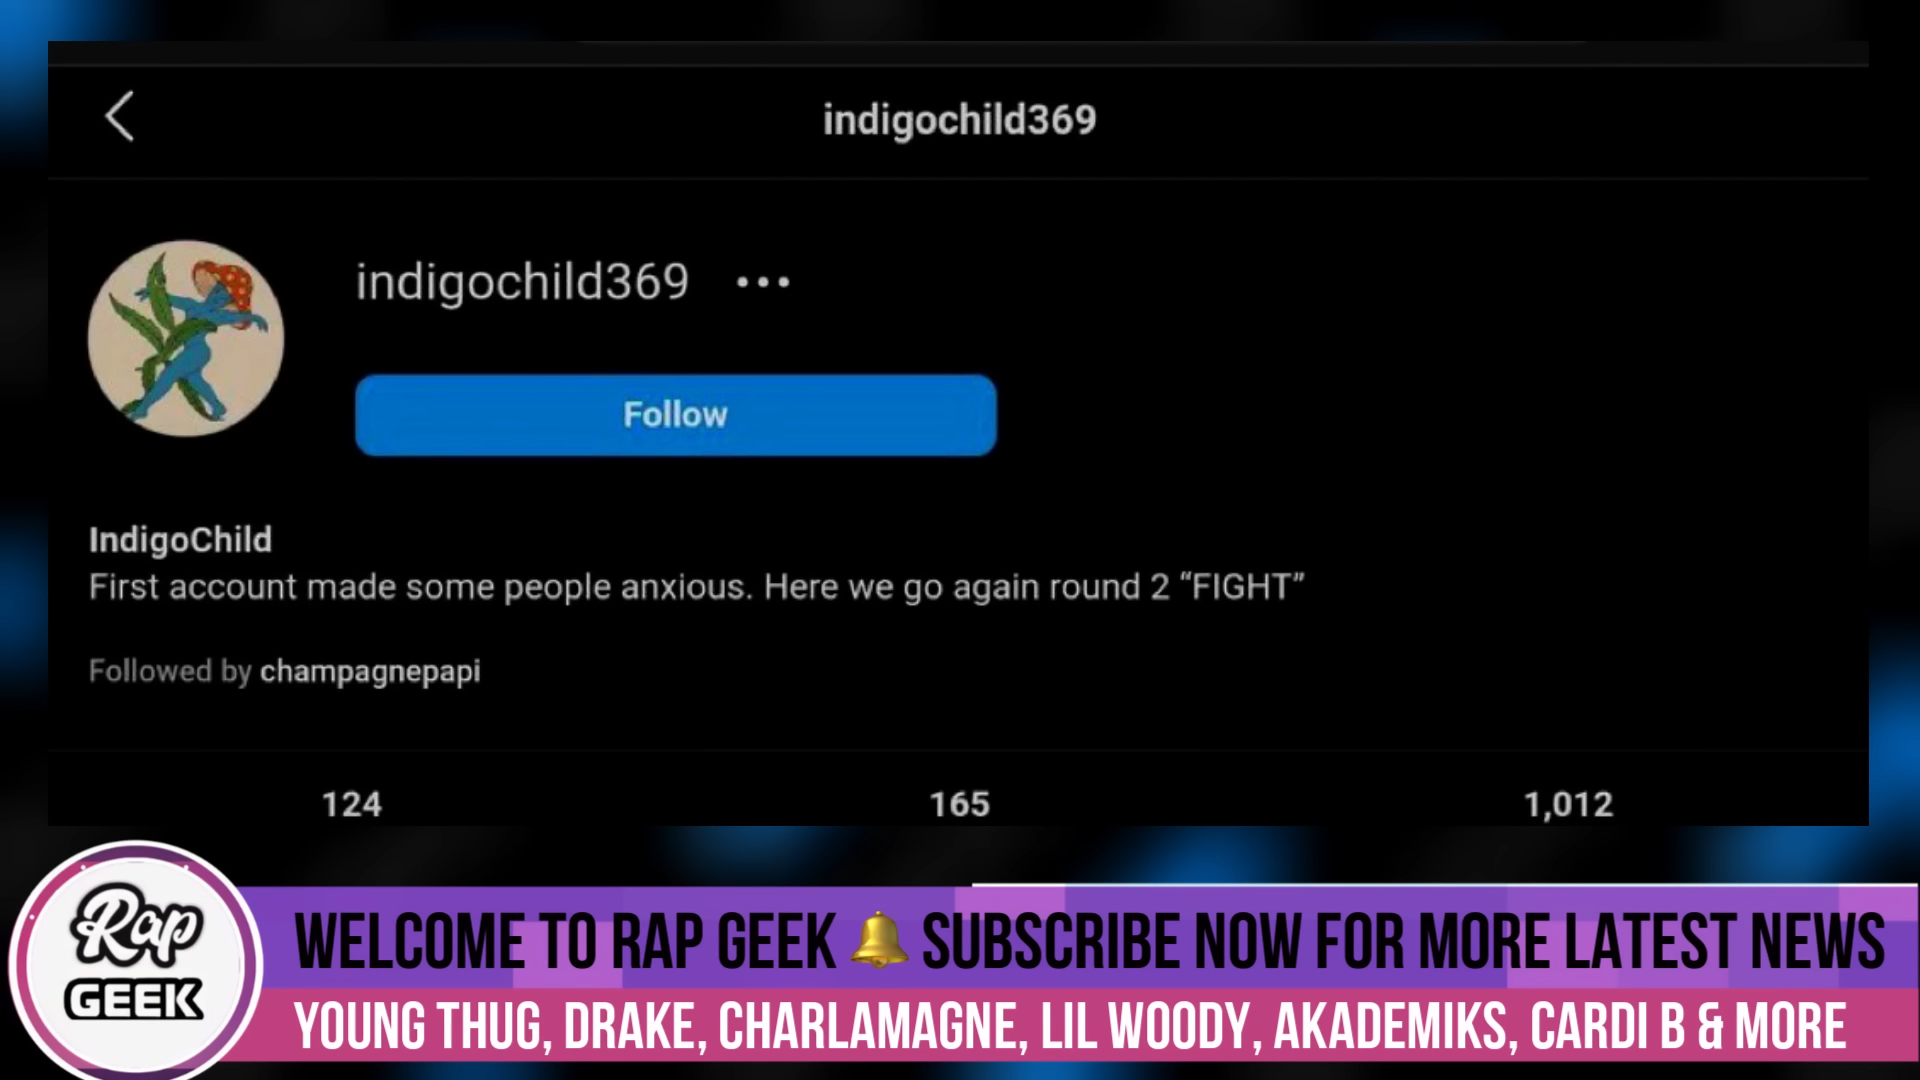 indigochild369
indigochild369 •••
Follow
IndigoChild
First account made some people anxious. Here we go again round 2 “FIGHT”
Followed by champagnepapi
124 165 1,012
Rap
GEEK
WELCOME TO RAP GEEK 🔔 SUBSCRIBE NOW FOR MORE LATEST NEWS
YOUNG THUG, DRAKE, CHARLAMAGNE, LIL WOODY, AKADEMIKS, CARDI B & MORE